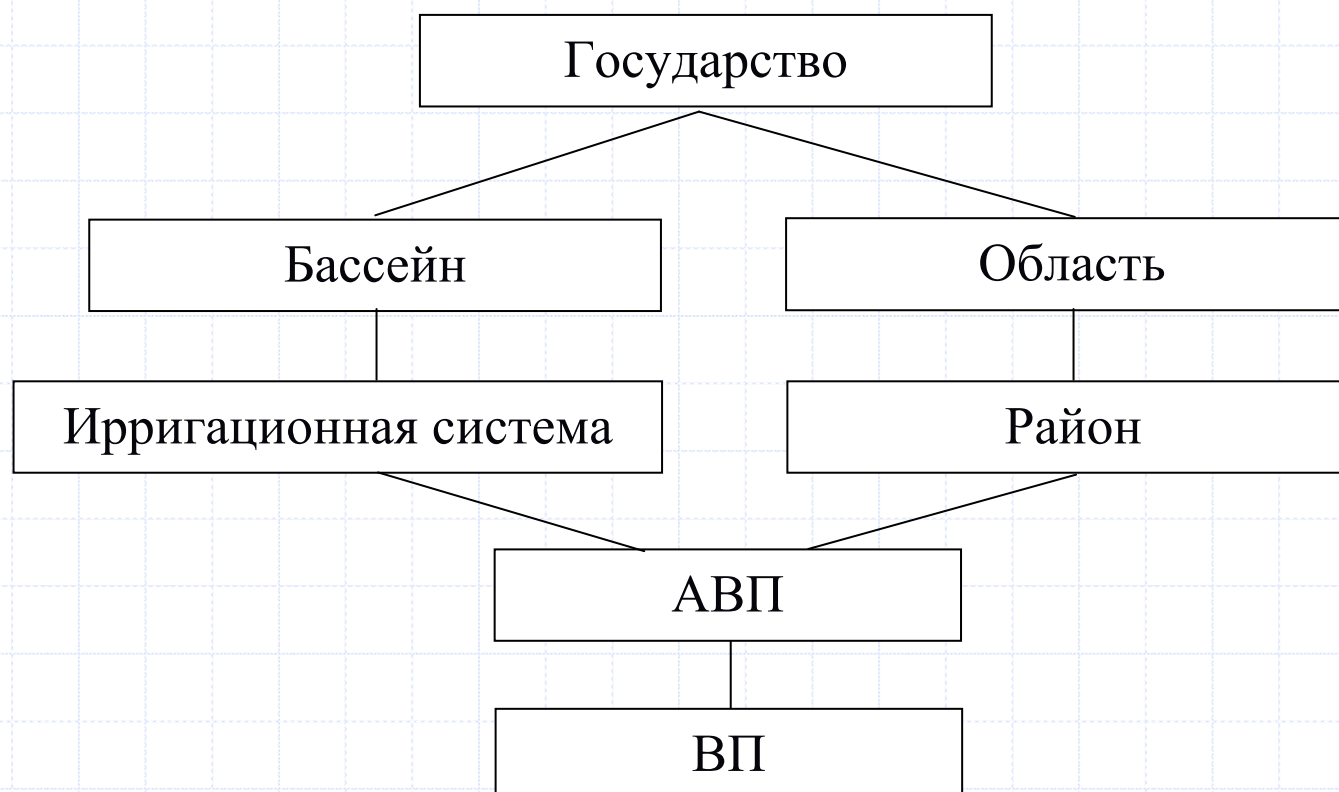 Государство
Бассейн
Область
Ирригационная система
Район
АВП
ВП